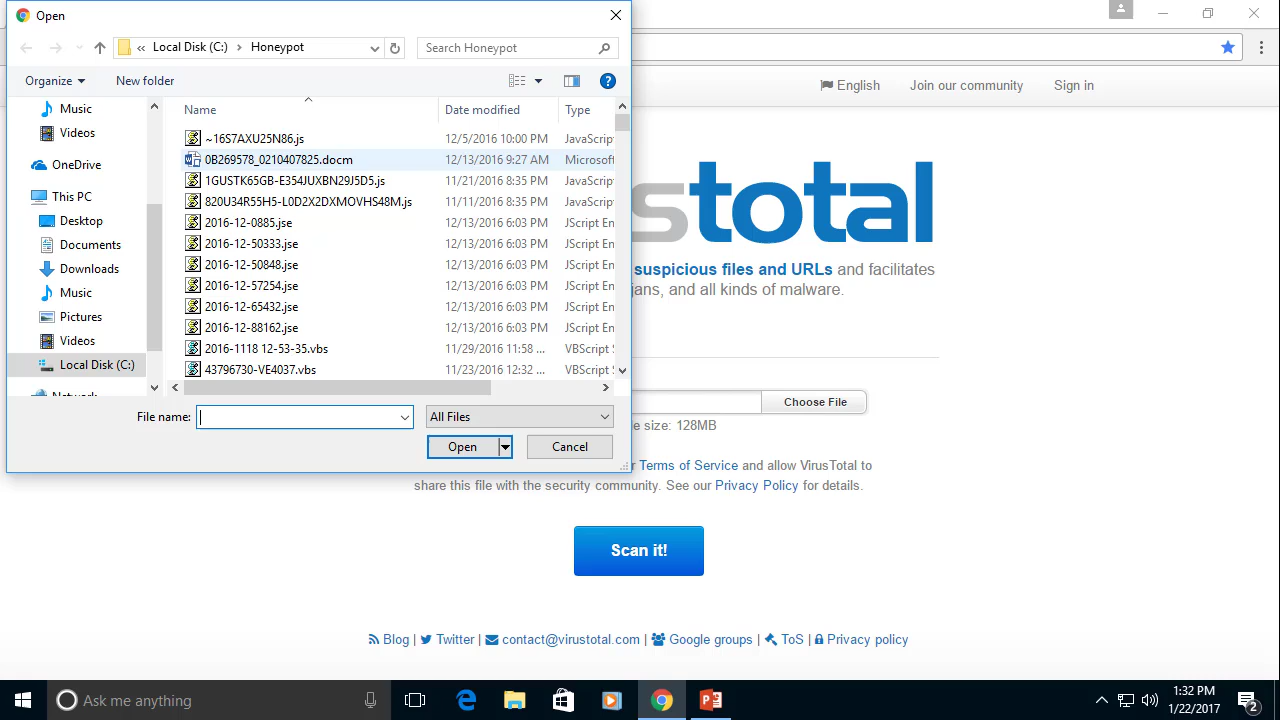 Open
Local Disk (C:) Honeypot
Search Honeypot
Organize
New folder
English
Join our community
Sign in
Name
Date modified
Type
Music
Videos
OneDrive
This PC
Desktop
Documents
Downloads
Music
Pictures
Videos
Local Disk (C:)
Network
~16S7AXU25N86.js 12/5/2016 10:00 PM JavaScrip
0B269578_0210407825.docm 12/13/2016 9:27 AM Microsof
1GUSTK65GB-E354JUXBN29J5D5.js 11/21/2016 8:35 PM JavaScrip
820U34R55H5-L0D2X2DXMOVHS48M.js 11/11/2016 8:35 PM JavaScrip
2016-12-0885.jse 12/13/2016 6:03 PM JScript En
2016-12-50333.jse 12/13/2016 6:03 PM JScript En
2016-12-50848.jse 12/13/2016 6:03 PM JScript En
2016-12-57254.jse 12/13/2016 6:03 PM JScript En
2016-12-65432.jse 12/13/2016 6:03 PM JScript En
2016-12-88162.jse 12/13/2016 6:03 PM JScript En
2016-1118 12-53-35.vbs 11/29/2016 11:58 ... VBScript S
43796730-VE4037.vbs 11/23/2016 12:32 ... VBScript S
File name:
All Files
Open
Cancel
s total
suspicious files and URLs and facilitates
jans, and all kinds of malware.
Choose File
e size: 128MB
r Terms of Service and allow VirusTotal to
share this file with the security community. See our Privacy Policy for details.
Scan it!
Blog | Twitter | contact@virustotal.com | Google groups | ToS | Privacy policy
Ask me anything
1:32 PM
1/22/2017
2